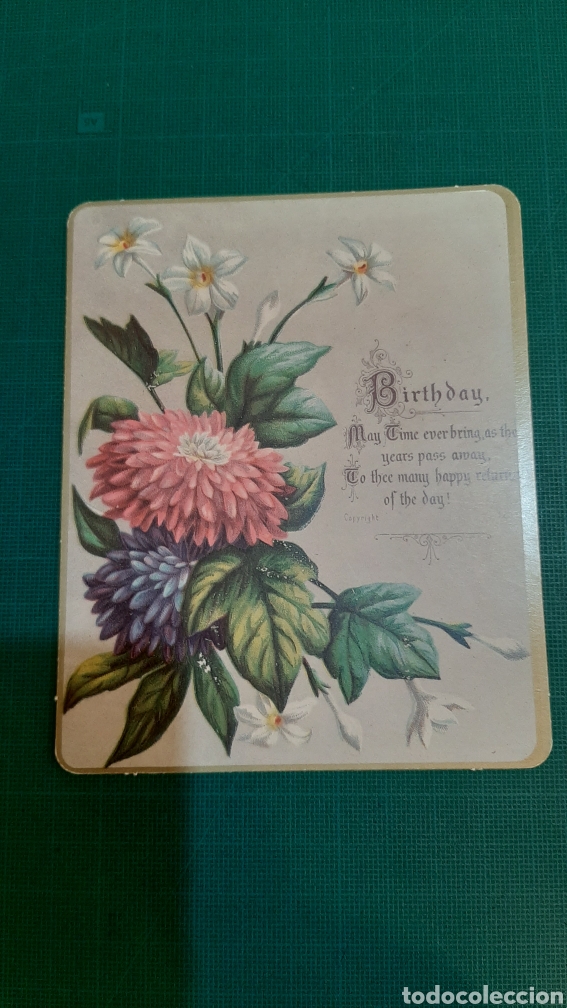 Birthday.
May Time ever bring, as the
years pass away,
To thee many happy returns
of the day!
Copyright
todocoleccion